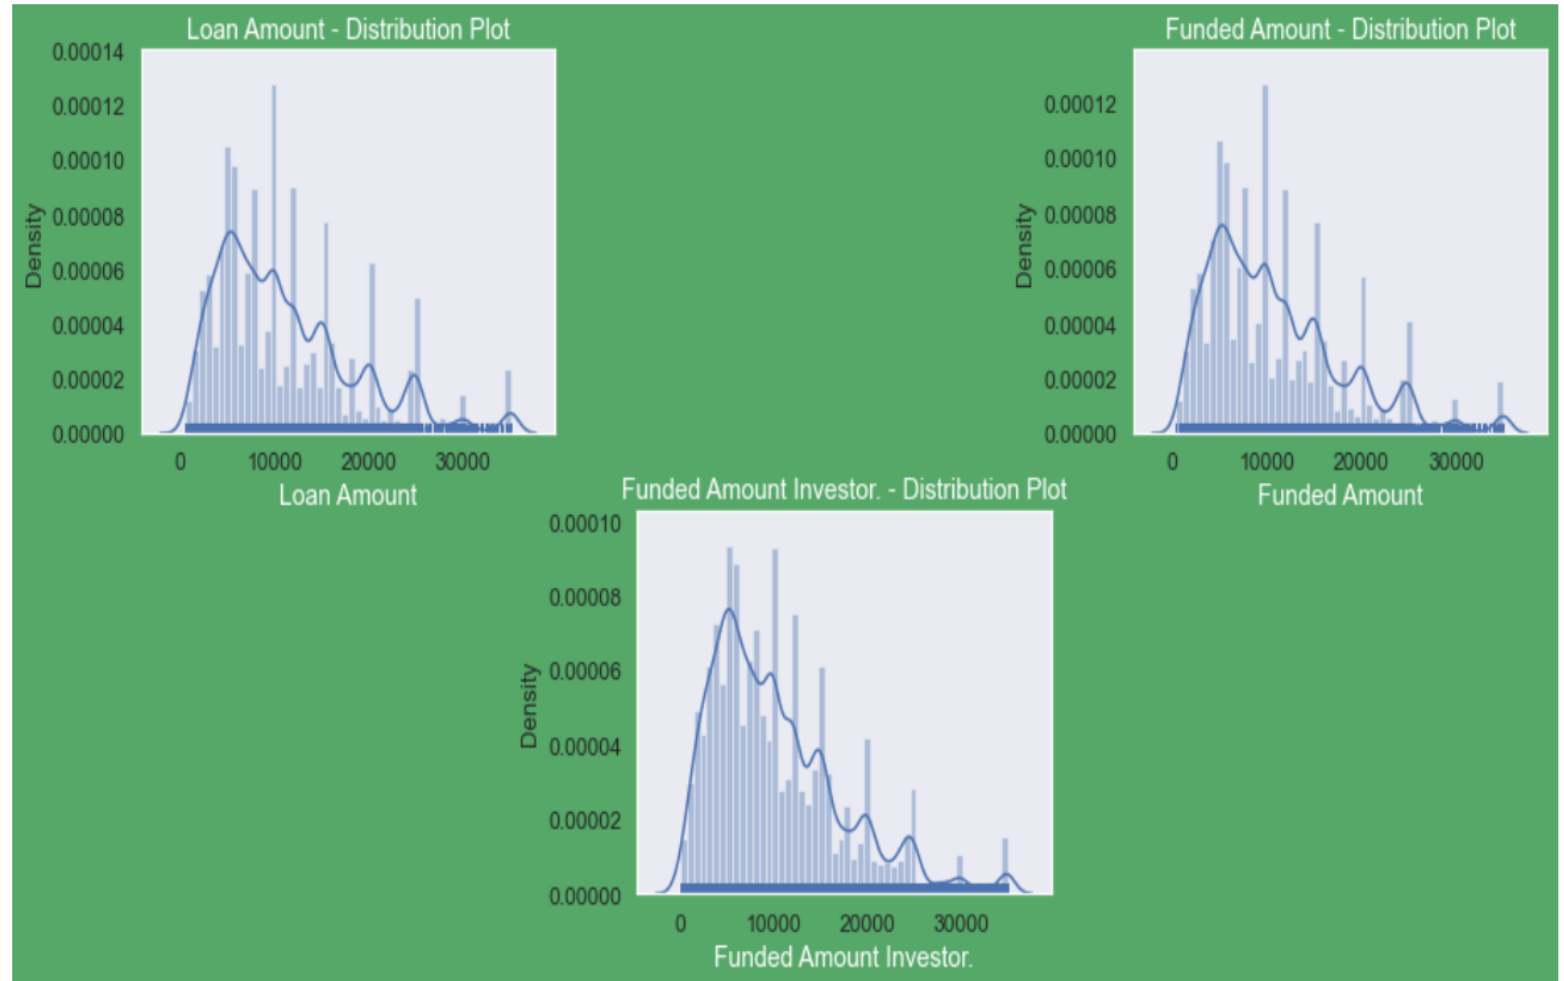 Loan Amount - Distribution Plot
0.00014
0.00012
0.00010
0.00008
0.00006
0.00004
0.00002
0.00000
Density
0 10000 20000 30000
Loan Amount
Funded Amount - Distribution Plot
0.00012
0.00010
0.00008
0.00006
0.00004
0.00002
0.00000
Density
0 10000 20000 30000
Funded Amount
Funded Amount Investor. - Distribution Plot
0.00010
0.00008
0.00006
0.00004
0.00002
0.00000
Density
0 10000 20000 30000
Funded Amount Investor.